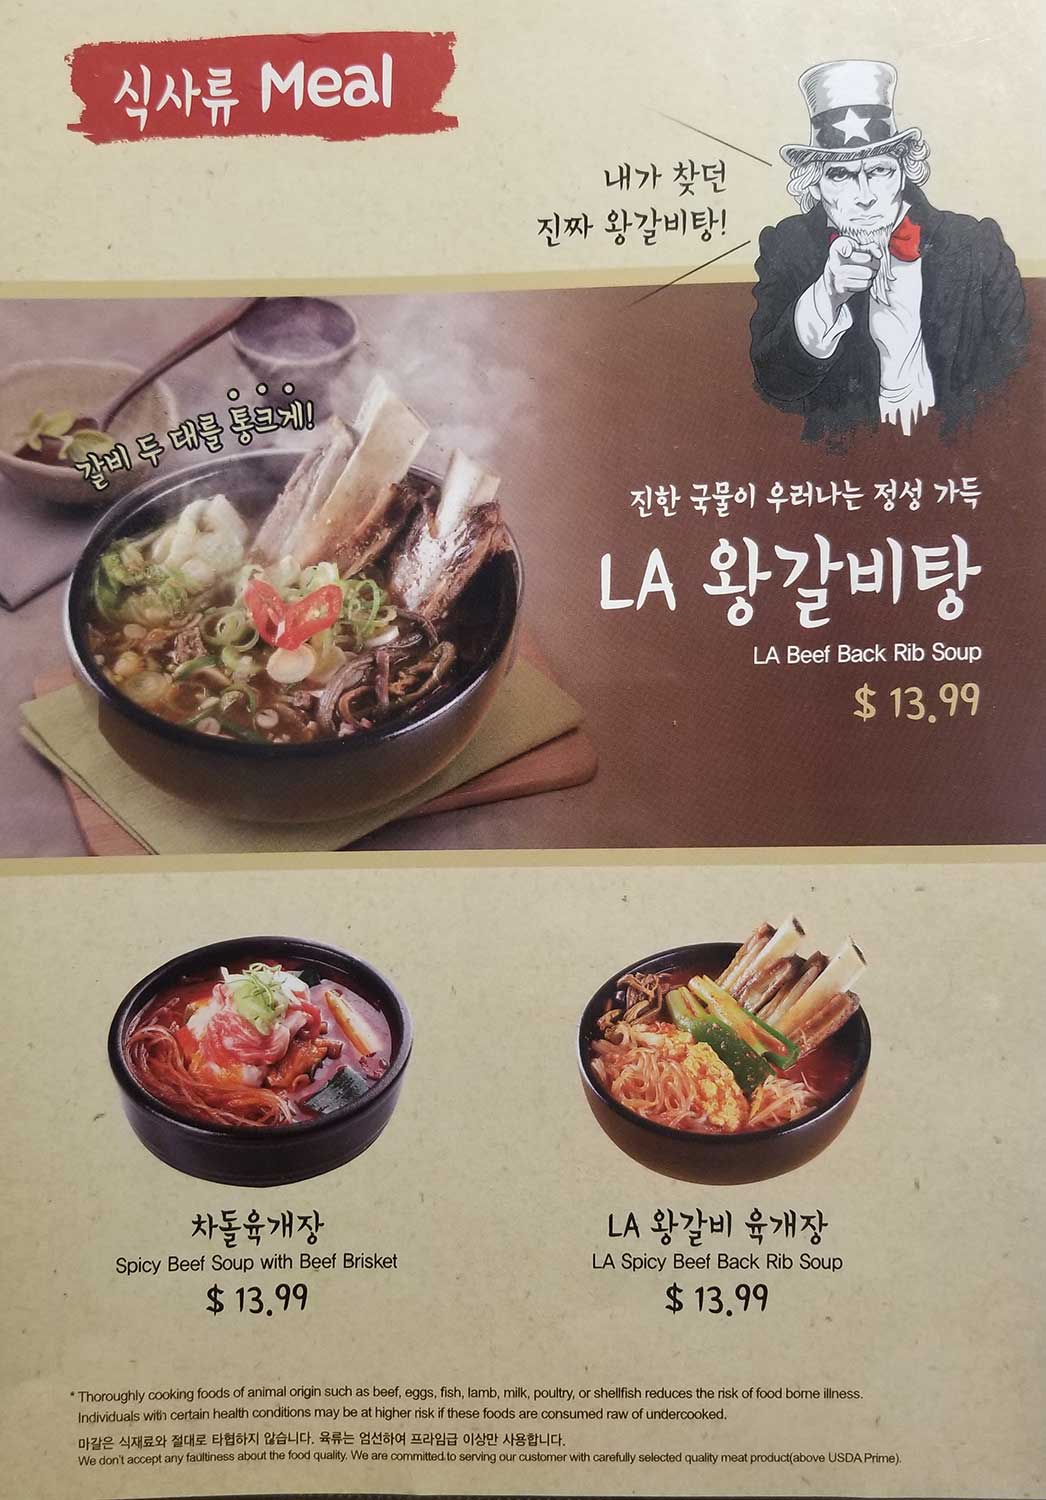 식사류 Meal
내가 찾던
진짜 왕갈비탕!
갈비 두 대를 통크게!
진한 국물이 우러나는 정성 가득
LA 왕갈비탕
LA Beef Back Rib Soup
$ 13.99
차돌육개장
Spicy Beef Soup with Beef Brisket
$ 13.99
LA 왕갈비 육개장
LA Spicy Beef Back Rib Soup
$ 13.99
* Thoroughly cooking foods of animal origin such as beef, eggs, fish, lamb, milk, poultry, or shellfish reduces the risk of food borne illness.
Individuals with certain health conditions may be at higher risk if these foods are consumed raw of undercooked.
마갈은 식재료와 절대로 타협하지 않습니다. 육류는 엄선하여 프라임급 이상만 사용합니다.
We don't accept any faultiness about the food quality. We are committed.to serving our customer with carefully selected quality meat product(above USDA Prime).